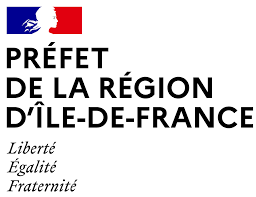 PRÉFET
DE LA RÉGION
D'ÎLE-DE-FRANCE
Liberté
Égalité
Fraternité